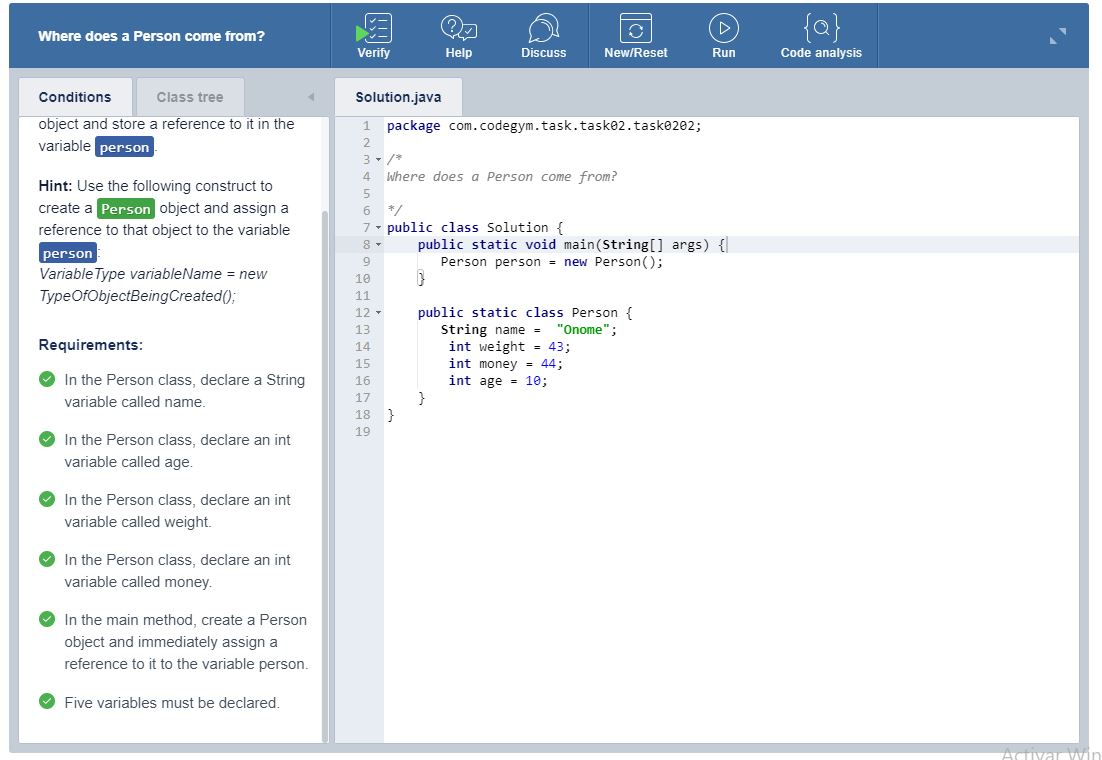 Where does a Person come from?
Verify
Help
Discuss
New/Reset
Run
Code analysis
Conditions
Class tree
Solution.java
object and store a reference to it in the
variable person.
Hint: Use the following construct to
create a Person object and assign a
reference to that object to the variable
person:
VariableType variableName = new
TypeOfObjectBeingCreated();
Requirements:
In the Person class, declare a String
variable called name.
In the Person class, declare an int
variable called age.
In the Person class, declare an int
variable called weight.
In the Person class, declare an int
variable called money.
In the main method, create a Person
object and immediately assign a
reference to it to the variable person.
Five variables must be declared.
1 package com.codegym.task.task02.task0202;
2
3 /*
4 Where does a Person come from?
5
6 */
7 public class Solution {
8 public static void main(String[] args) {
9 Person person = new Person();
10 }
11
12 public static class Person {
13 String name = "Onome";
14 int weight = 43;
15 int money = 44;
16 int age = 10;
17 }
18 }
19
Activar Win